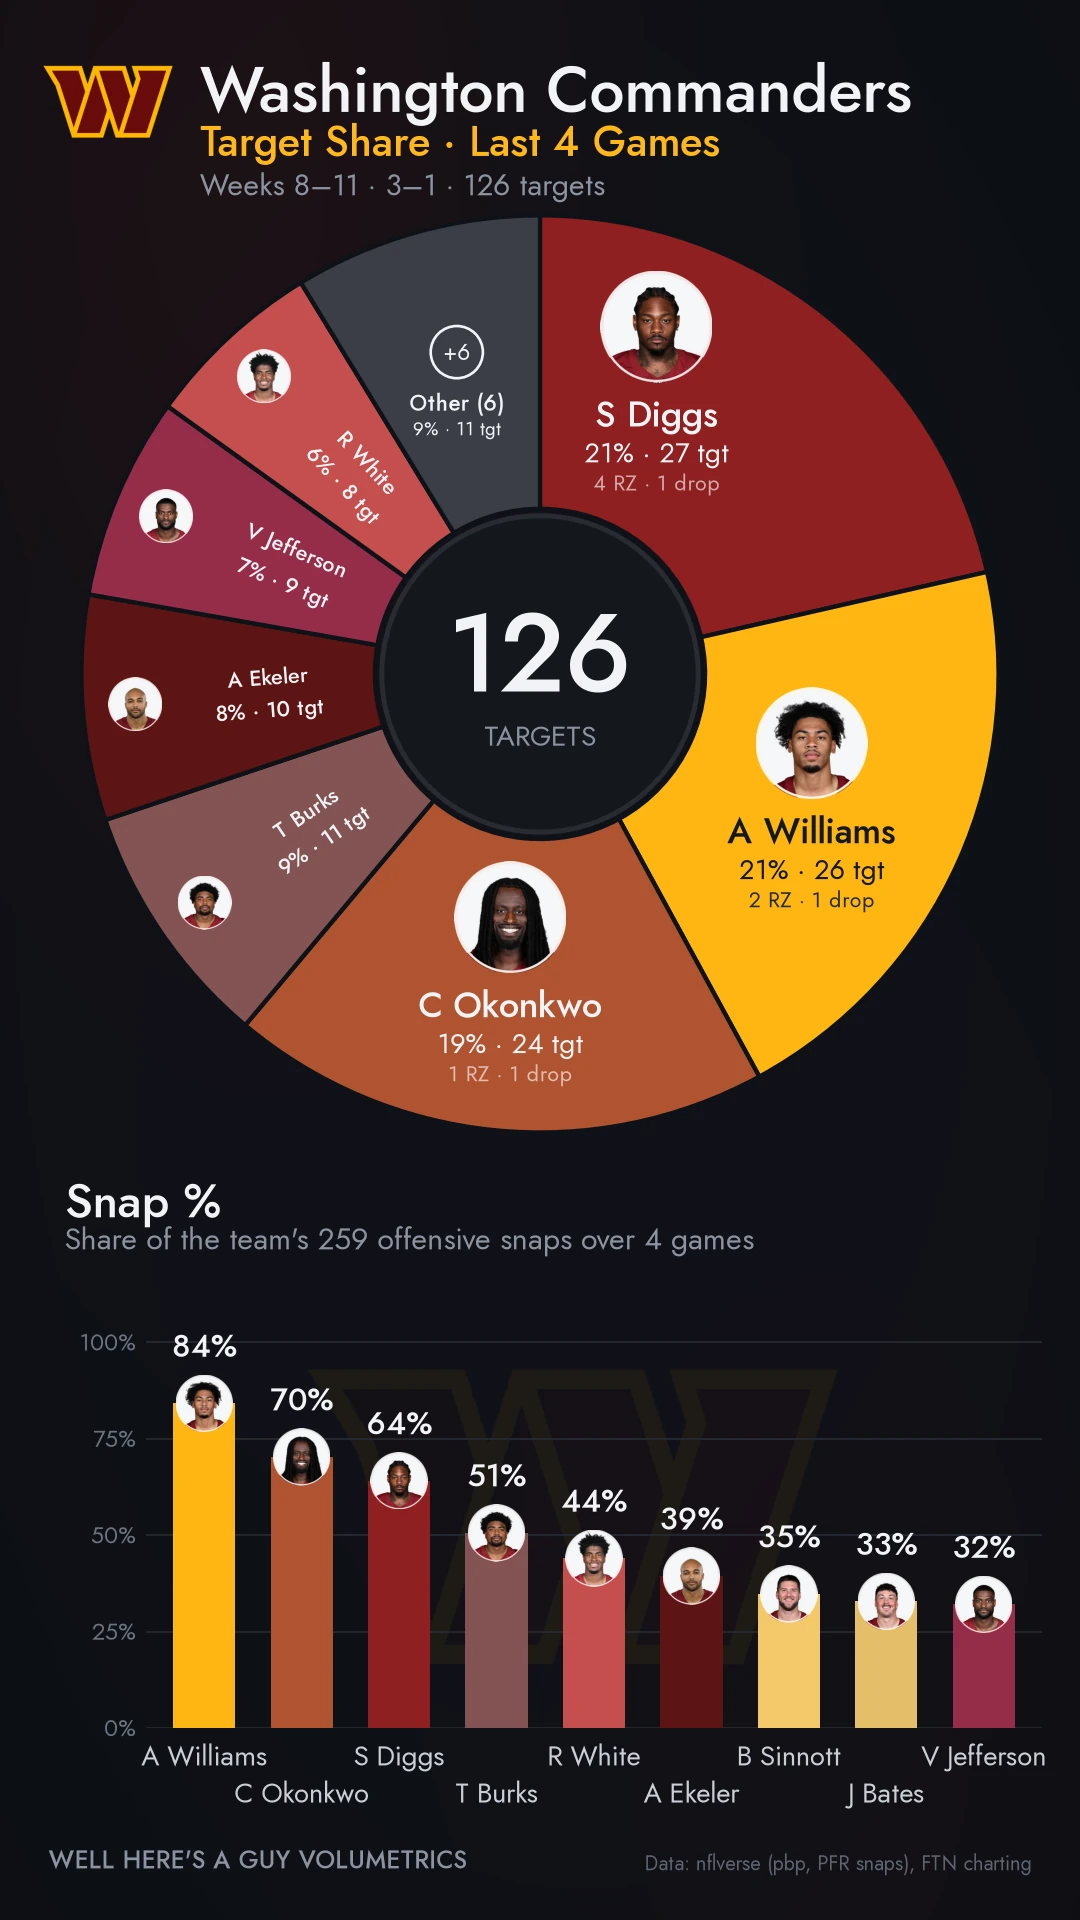 Washington Commanders
Target Share · Last 4 Games
Weeks 8–11 · 3–1 · 126 targets
S Diggs
21% · 27 tgt
4 RZ · 1 drop
A Williams
21% · 26 tgt
2 RZ · 1 drop
C Okonkwo
19% · 24 tgt
1 RZ · 1 drop
T Burks
9% · 11 tgt
A Ekeler
8% · 10 tgt
V Jefferson
7% · 9 tgt
R White
6% · 8 tgt
+6
Other (6)
9% · 11 tgt
126
TARGETS
Snap %
Share of the team's 259 offensive snaps over 4 games
100%
75%
50%
25%
0%
84%
70%
64%
51%
44%
39%
35%
33%
32%
A Williams
C Okonkwo
S Diggs
T Burks
R White
A Ekeler
B Sinnott
J Bates
V Jefferson
WELL HERE'S A GUY VOLUMETRICS
Data: nflverse (pbp, PFR snaps), FTN charting